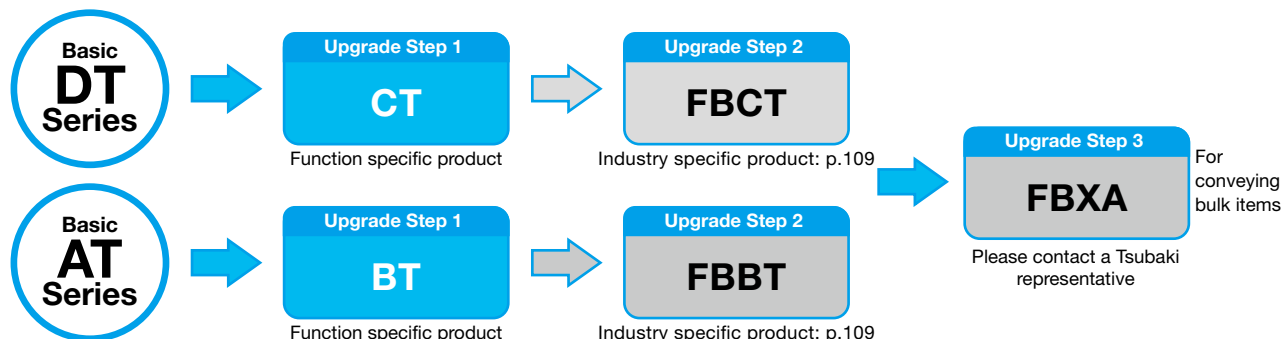 Basic
DT
Series
Upgrade Step 1
CT
Function specific product
Upgrade Step 2
FBCT
Industry specific product: p.109
Basic
AT
Series
Upgrade Step 1
BT
Function specific product
Upgrade Step 2
FBBT
Industry specific product: p.109
Upgrade Step 3
FBXA
Please contact a Tsubaki
representative
For
conveying
bulk items